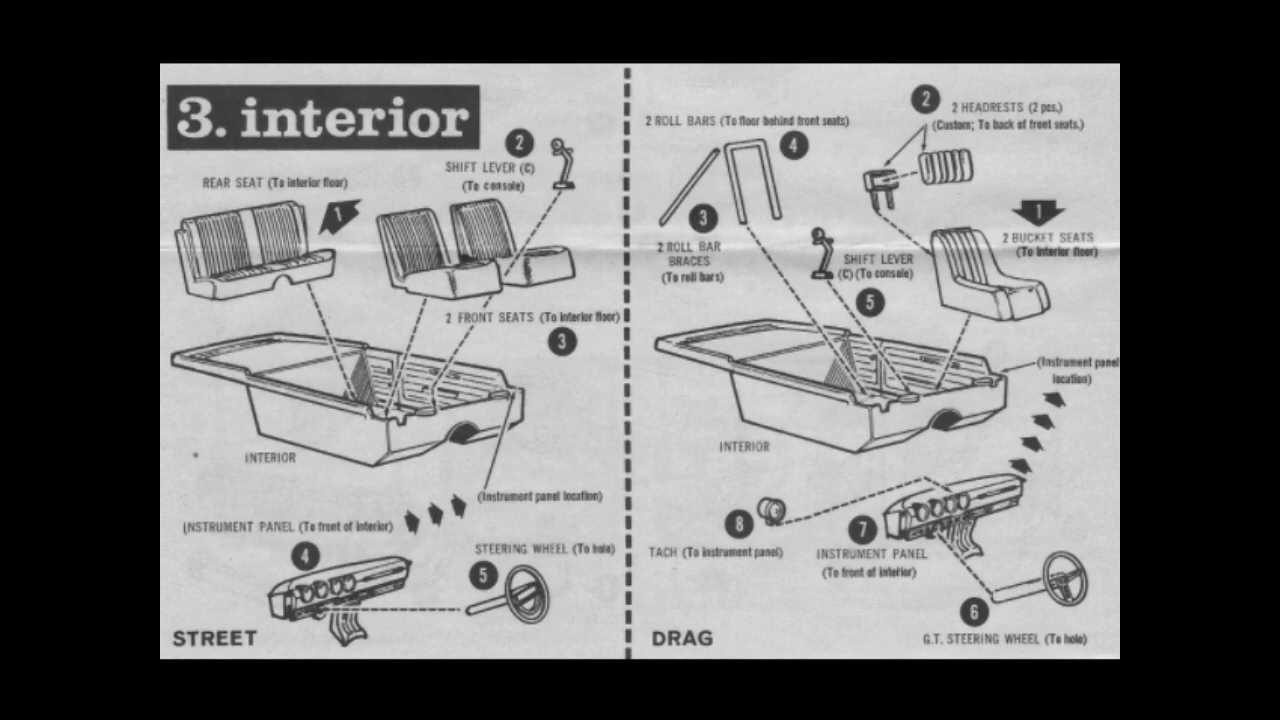 3. interior
2
SHIFT LEVER (C)
(To console)
REAR SEAT (To interior floor)
1
2 FRONT SEATS (To interior floor)
3
INTERIOR
(Instrument panel location)
INSTRUMENT PANEL (To front of interior)
4
STEERING WHEEL (To hole)
5
STREET
2
2 HEADRESTS (2 pcs.)
(Custom; To back of front seats.)
2 ROLL BARS (To floor behind front seats)
4
3
2 ROLL BAR
BRACES
(To roll bars)
1
2 BUCKET SEATS
(To interior floor)
SHIFT LEVER
(C) (To console)
5
(Instrument panel
location)
INTERIOR
8
TACH (To instrument panel)
7
INSTRUMENT PANEL
(To front of interior)
6
G.T. STEERING WHEEL (To hole)
DRAG